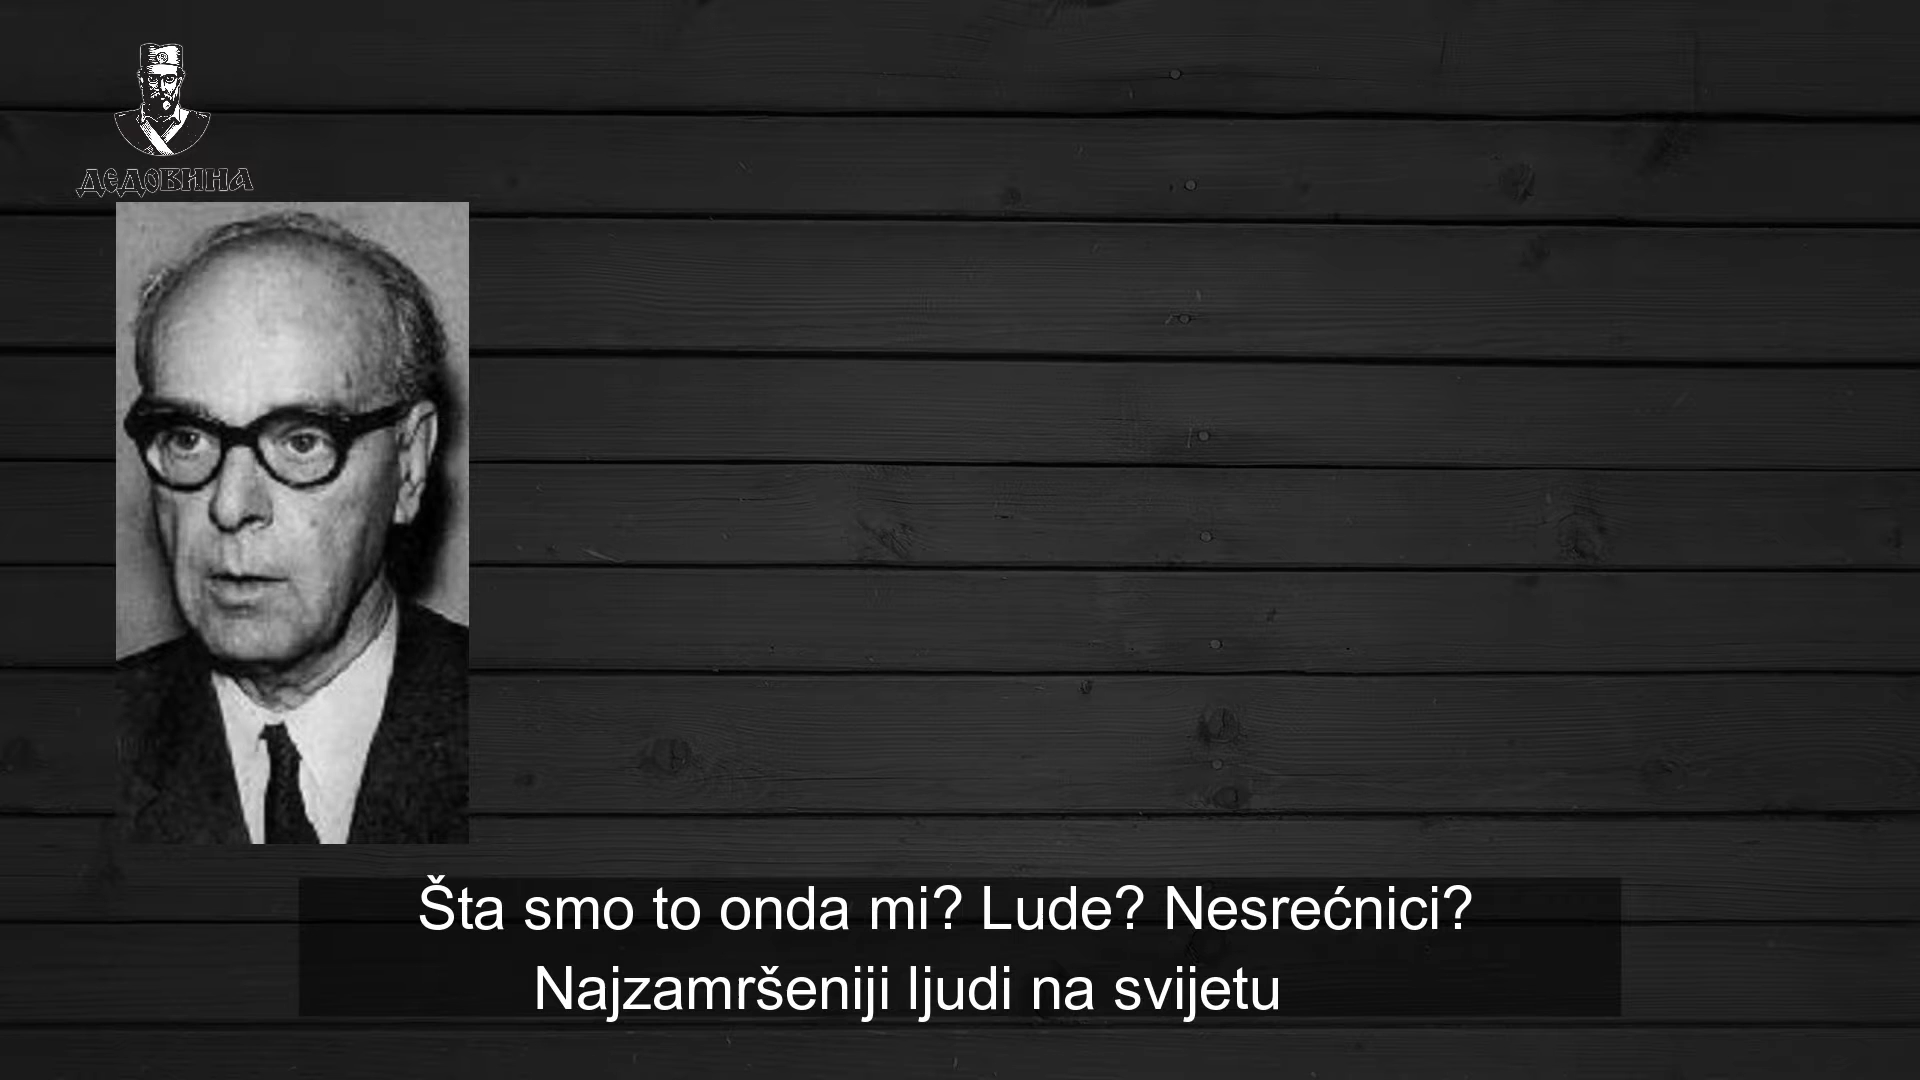 ДЕДОВИНА
Šta smo to onda mi? Lude? Nesrećnici?
Najzamršeniji ljudi na svijetu